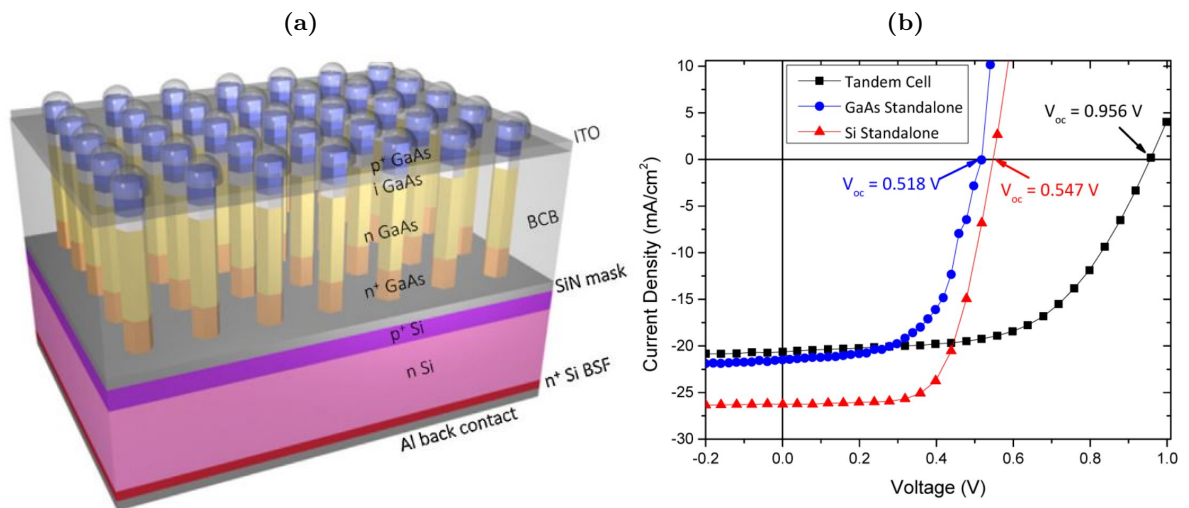 (a)
ITO
p⁺ GaAs
i GaAs
BCB
n GaAs
n⁺ GaAs
SiN mask
p⁺ Si
n Si
n⁺ Si BSF
Al back contact
(b)
Tandem Cell
GaAs Standalone
Si Standalone
V_oc = 0.956 V
V_oc = 0.518 V
V_oc = 0.547 V
10
5
0
-5
-10
-15
-20
-25
-30
Current Density (mA/cm²)
-0.2
0.0
0.2
0.4
0.6
0.8
1.0
Voltage (V)